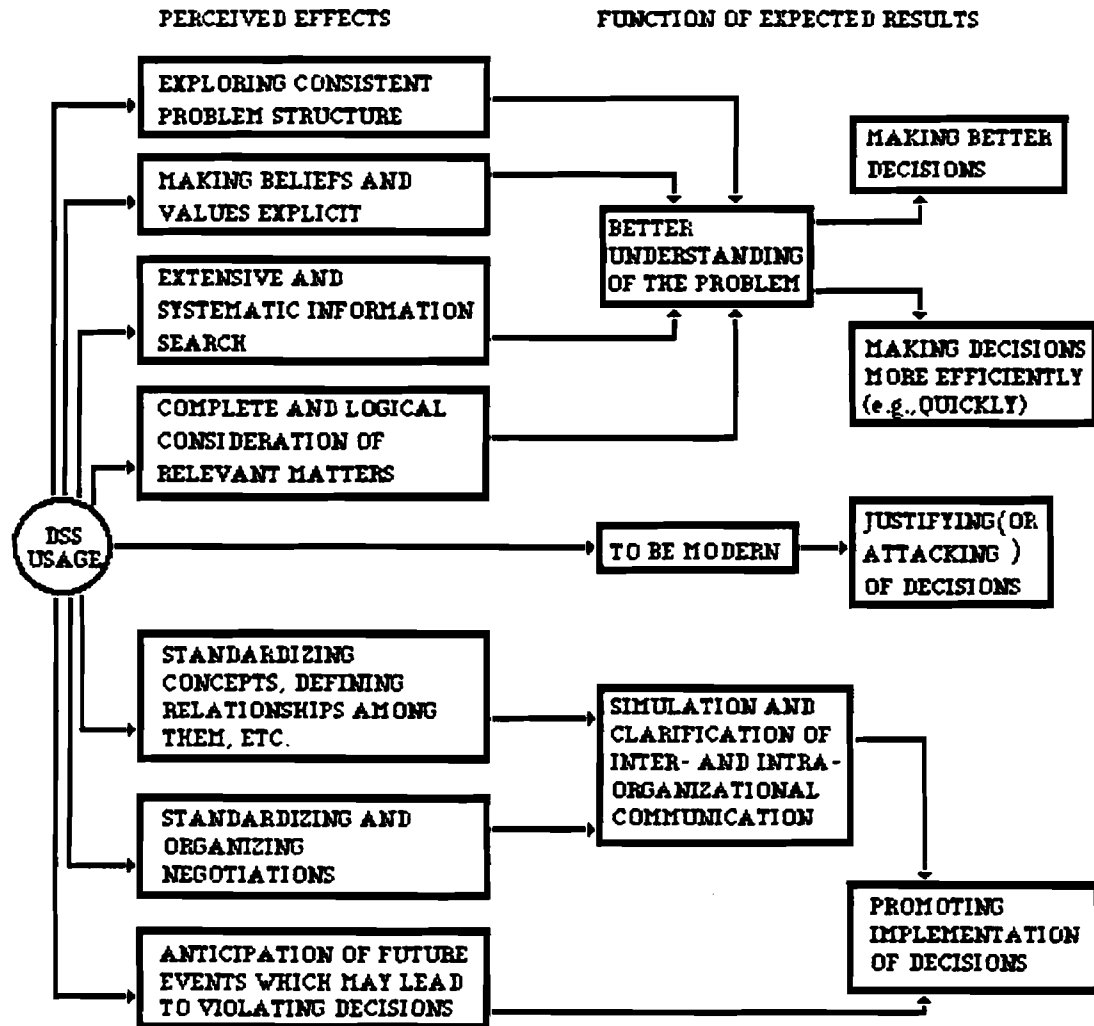 PERCEIVED EFFECTS
FUNCTION OF EXPECTED RESULTS
EXPLORING CONSISTENT
PROBLEM STRUCTURE
MAKING BELIEFS AND
VALUES EXPLICIT
EXTENSIVE AND
SYSTEMATIC INFORMATION
SEARCH
COMPLETE AND LOGICAL
CONSIDERATION OF
RELEVANT MATTERS
BETTER
UNDERSTANDING
OF THE PROBLEM
MAKING BETTER
DECISIONS
MAKING DECISIONS
MORE EFFICIENTLY
(e.g., QUICKLY)
DSS
USAGE
TO BE MODERN
JUSTIFYING(OR
ATTACKING )
OF DECISIONS
STANDARDIZING
CONCEPTS, DEFINING
RELATIONSHIPS AMONG
THEM, ETC.
STANDARDIZING AND
ORGANIZING
NEGOTIATIONS
ANTICIPATION OF FUTURE
EVENTS WHICH MAY LEAD
TO VIOLATING DECISIONS
SIMULATION AND
CLARIFICATION OF
INTER- AND INTRA-
ORGANIZATIONAL
COMMUNICATION
PROMOTING
IMPLEMENTATION
OF DECISIONS